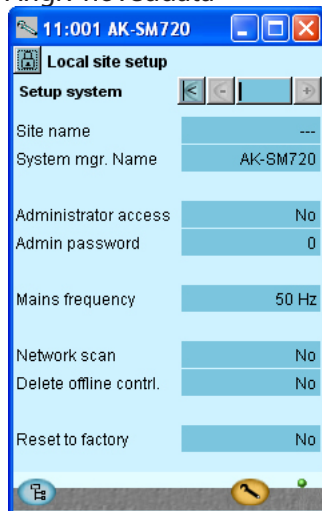 11:001 AK-SM720
Local site setup
Setup system
Site name ---
System mgr. Name AK-SM720
Administrator access No
Admin password 0
Mains frequency 50 Hz
Network scan No
Delete offline contrl. No
Reset to factory No